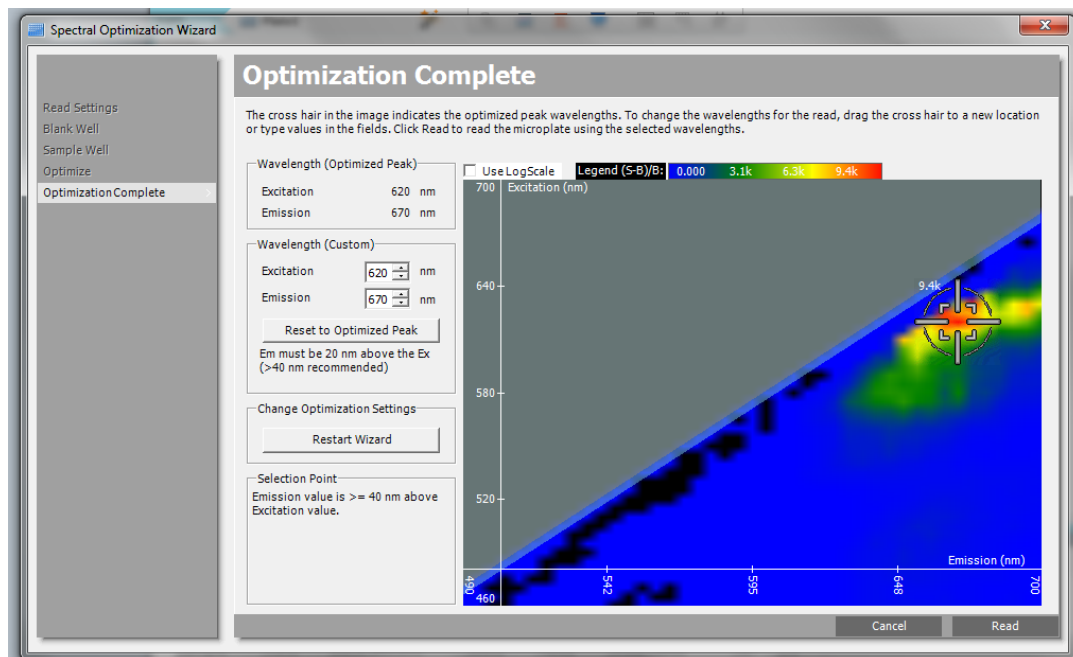 Spectral Optimization Wizard
Read Settings
Blank Well
Sample Well
Optimize
Optimization Complete
Optimization Complete
The cross hair in the image indicates the optimized peak wavelengths. To change the wavelengths for the read, drag the cross hair to a new location
or type values in the fields. Click Read to read the microplate using the selected wavelengths.
Wavelength (Optimized Peak)
Excitation 620 nm
Emission 670 nm
Wavelength (Custom)
Excitation 620 nm
Emission 670 nm
Reset to Optimized Peak
Em must be 20 nm above the Ex
(>40 nm recommended)
Change Optimization Settings
Restart Wizard
Selection Point
Emission value is >= 40 nm above
Excitation value.
Use LogScale Legend (S-B)/B: 0.000 3.1k 6.3k 9.4k
700 Excitation (nm)
640
9.4k
580
520
Emission (nm)
490 542 595 648 700
460
Cancel Read